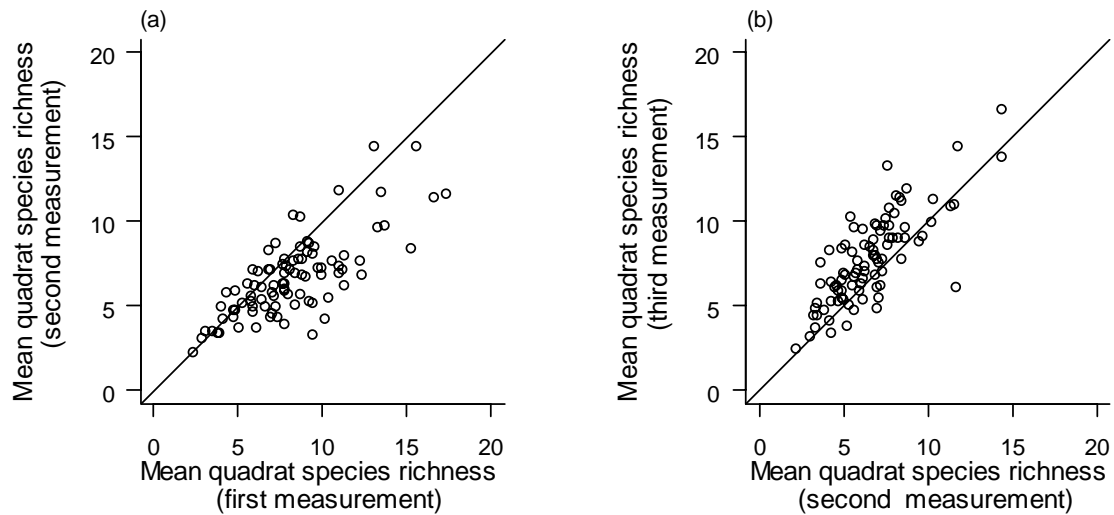 (a)
Mean quadrat species richness
(second measurement)
20
15
10
5
0
0 5 10 15 20
Mean quadrat species richness
(first measurement)
(b)
Mean quadrat species richness
(third measurement)
20
15
10
5
0
0 5 10 15 20
Mean quadrat species richness
(second measurement)